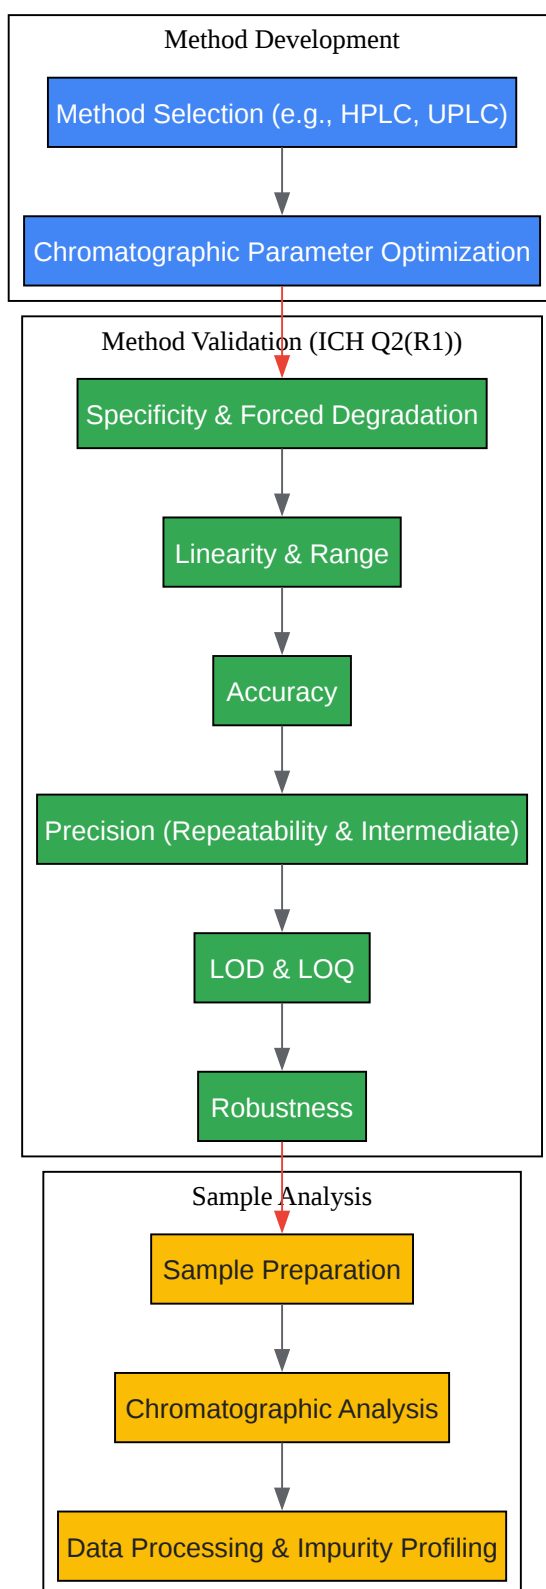 Method Development
Method Selection (e.g., HPLC, UPLC)
Chromatographic Parameter Optimization
Method Validation (ICH Q2(R1))
Specificity & Forced Degradation
Linearity & Range
Accuracy
Precision (Repeatability & Intermediate)
LOD & LOQ
Robustness
Sample Analysis
Sample Preparation
Chromatographic Analysis
Data Processing & Impurity Profiling